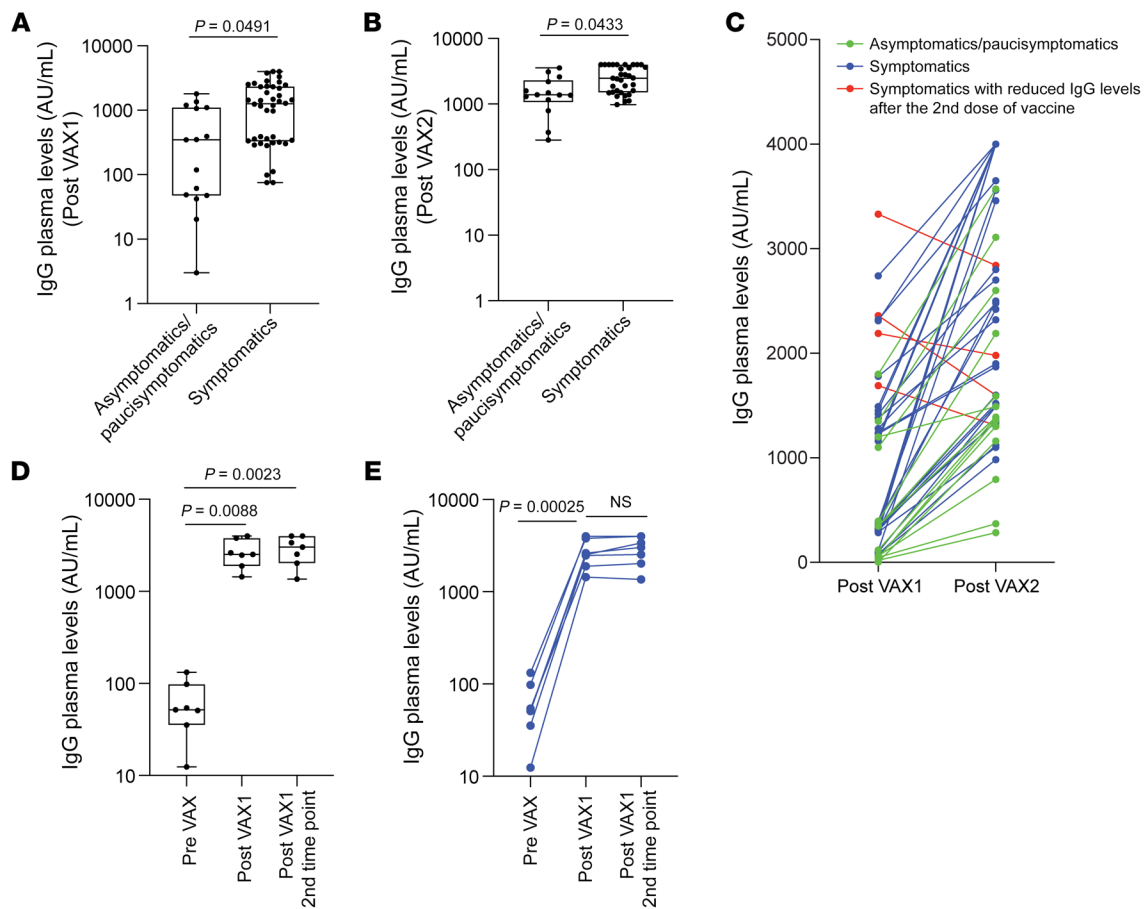 A
P = 0.0491
IgG plasma levels (AU/mL)
(Post VAX1)
10000
1000
100
10
1
Asymptomatics/
paucisymptomatics
Symptomatics
B
P = 0.0433
IgG plasma levels (AU/mL)
(Post VAX2)
10000
1000
100
10
1
Asymptomatics/
paucisymptomatics
Symptomatics
C
Asymptomatics/paucisymptomatics
Symptomatics
Symptomatics with reduced IgG levels
after the 2nd dose of vaccine
IgG plasma levels (AU/mL)
5000
4000
3000
2000
1000
0
Post VAX1
Post VAX2
D
P = 0.0023
P = 0.0088
IgG plasma levels (AU/mL)
10000
1000
100
10
Pre VAX
Post VAX1
Post VAX1
2nd time point
E
P = 0.00025
NS
IgG plasma levels (AU/mL)
10000
1000
100
10
Pre VAX
Post VAX1
Post VAX1
2nd time point